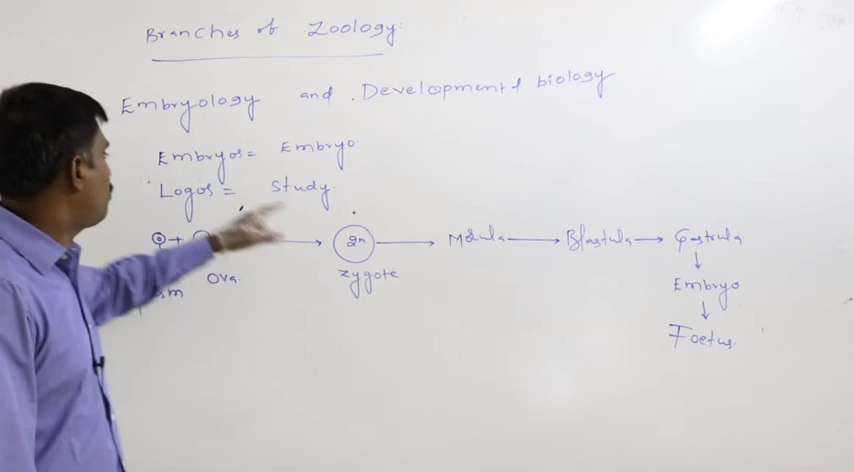 Branches of Zoology:
Embryology and Developmental biology
Embryos = Embryo.
Logos = Study.
+ → 2n → Morula → Blastula → Gastrula
Ova. zygote ↓
Embryo
↓
Foetus.